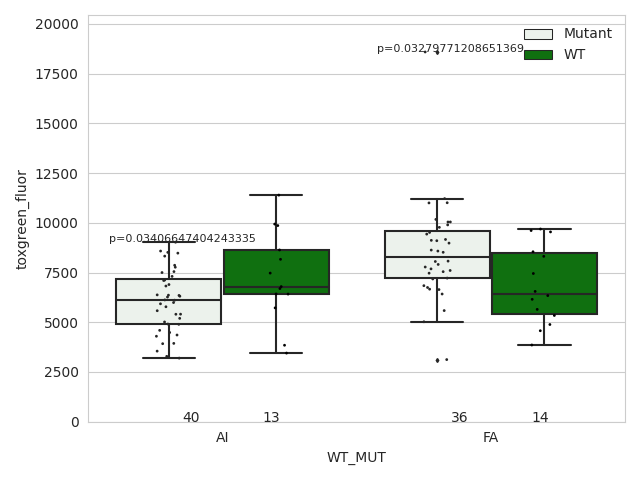 20000
Mutant
p=0.03279771208651369
WT
17500
15000
12500
10000
p=0.03406647404243335
7500
5000
2500
0
40
13
36
14
AI
FA
WT_MUT
toxgreen_fluor